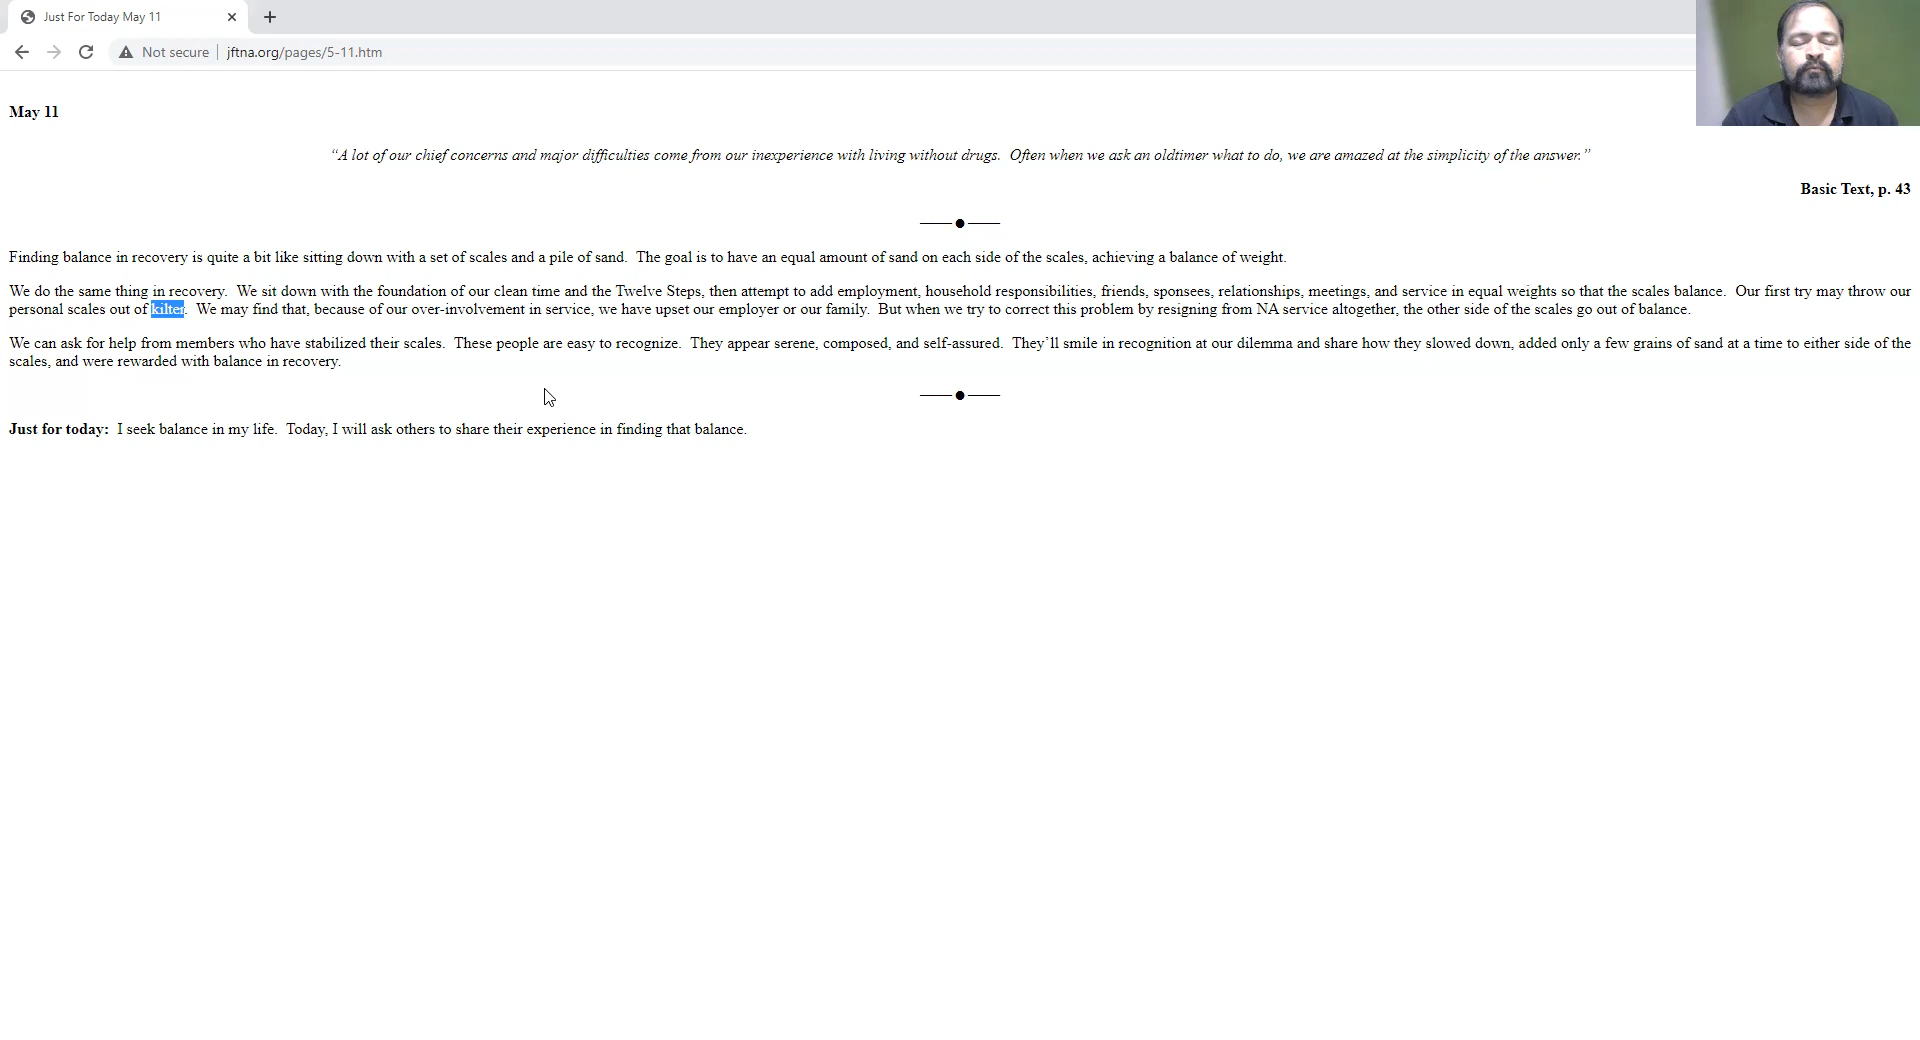 Just For Today May 11
Not secure
jftna.org/pages/5-11.htm
May 11
“A lot of our chief concerns and major difficulties come from our inexperience with living without drugs. Often when we ask an oldtimer what to do, we are amazed at the simplicity of the answer.”
Basic Text, p. 43
Finding balance in recovery is quite a bit like sitting down with a set of scales and a pile of sand. The goal is to have an equal amount of sand on each side of the scales, achieving a balance of weight.
We do the same thing in recovery. We sit down with the foundation of our clean time and the Twelve Steps, then attempt to add employment, household responsibilities, friends, sponsees, relationships, meetings, and service in equal weights so that the scales balance. Our first try may throw our
personal scales out of kilter. We may find that, because of our over-involvement in service, we have upset our employer or our family. But when we try to correct this problem by resigning from NA service altogether, the other side of the scales go out of balance.
We can ask for help from members who have stabilized their scales. These people are easy to recognize. They appear serene, composed, and self-assured. They’ll smile in recognition at our dilemma and share how they slowed down, added only a few grains of sand at a time to either side of the
scales, and were rewarded with balance in recovery.
Just for today: I seek balance in my life. Today, I will ask others to share their experience in finding that balance.